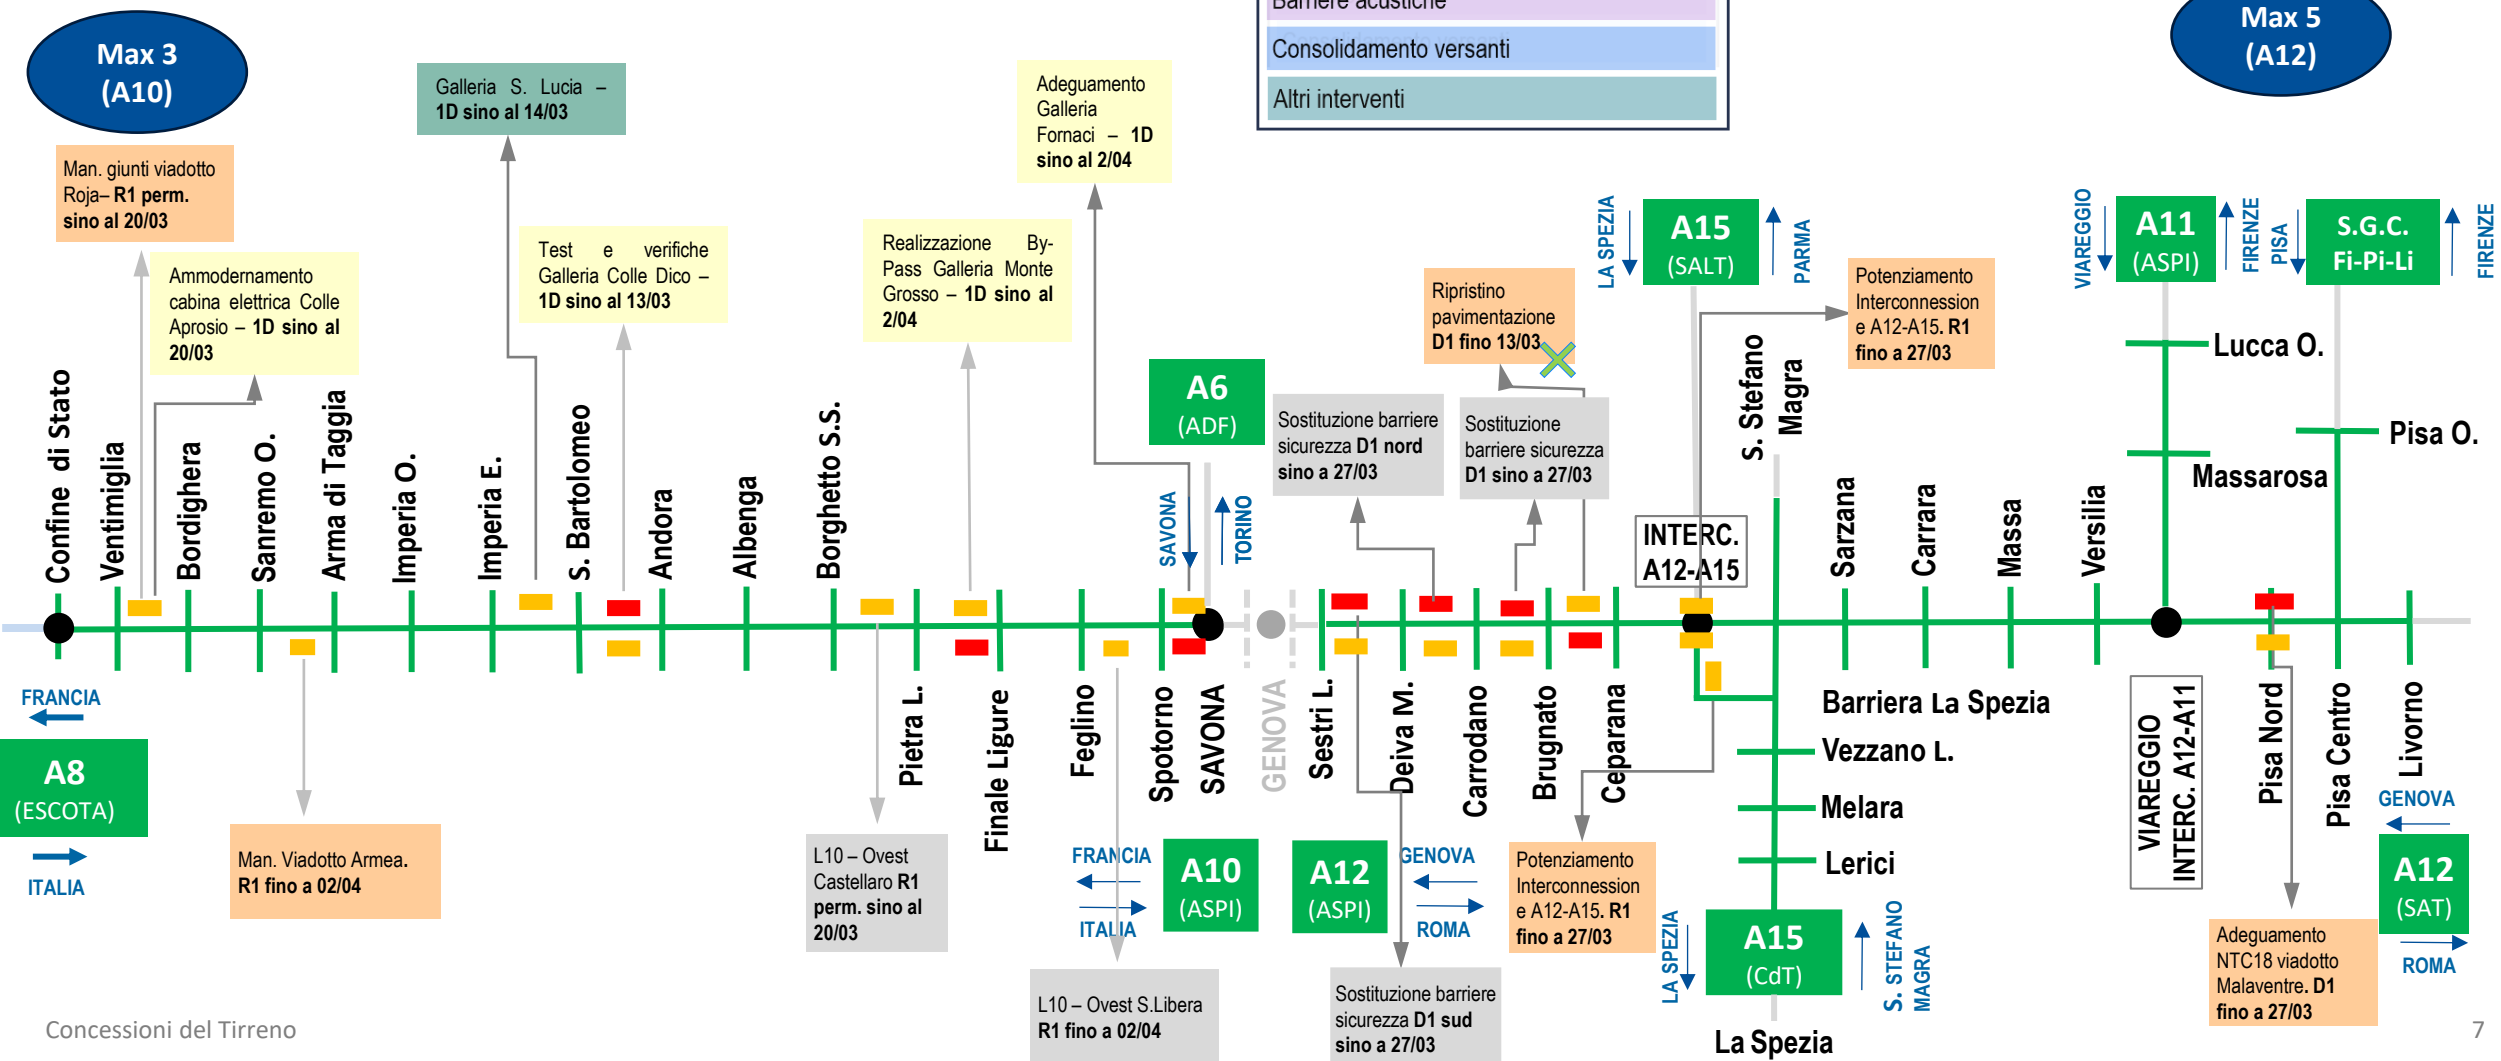 Barriere acustiche
Consolidamento versanti
Altri interventi
Max 3
(A10)
Max 5
(A12)
Galleria S. Lucia –
1D sino al 14/03
Adeguamento
Galleria
Fornaci – 1D
sino al 2/04
Man. giunti viadotto
Roja– R1 perm.
sino al 20/03
Ammodernamento
cabina elettrica Colle
Aprosio – 1D sino al
20/03
Test e verifiche
Galleria Colle Dico –
1D sino al 13/03
Realizzazione By-
Pass Galleria Monte
Grosso – 1D sino al
2/04
Ripristino
pavimentazione
D1 fino 13/03
LA SPEZIA
A15
(SALT)
PARMA
Potenziamento
Interconnession
e A12-A15. R1
fino a 27/03
VIAREGGIO
A11
(ASPI)
FIRENZE
PISA
S.G.C.
Fi-Pi-Li
FIRENZE
A6
(ADF)
SAVONA
TORINO
Sostituzione barriere
sicurezza D1 nord
sino a 27/03
Sostituzione
barriere sicurezza
D1 sino a 27/03
INTERC.
A12-A15
Lucca O.
Massarosa
Pisa O.
Confine di Stato
Ventimiglia
Bordighera
Sanremo O.
Arma di Taggia
Imperia O.
Imperia E.
S. Bartolomeo
Andora
Albenga
Borghetto S.S.
S. Stefano
Magra
Sarzana
Carrara
Massa
Versilia
Pietra L.
Finale Ligure
Feglino
Spotorno
SAVONA
GENOVA
Sestri L.
Deiva M.
Carrodano
Brugnato
Ceparana
Barriera La Spezia
Vezzano L.
Melara
Lerici
VIAREGGIO
INTERC. A12-A11
Pisa Nord
Pisa Centro
Livorno
FRANCIA
A8
(ESCOTA)
ITALIA
Man. Viadotto Armea.
R1 fino a 02/04
L10 – Ovest
Castellaro R1
perm. sino al
20/03
FRANCIA
ITALIA
A10
(ASPI)
A12
(ASPI)
GENOVA
ROMA
L10 – Ovest S.Libera
R1 fino a 02/04
Sostituzione barriere
sicurezza D1 sud
sino a 27/03
Potenziamento
Interconnession
e A12-A15. R1
fino a 27/03
LA SPEZIA
A15
(CdT)
S. STEFANO
MAGRA
La Spezia
GENOVA
A12
(SAT)
ROMA
Adeguamento
NTC18 viadotto
Malaventre. D1
fino a 27/03
Concessioni del Tirreno
7